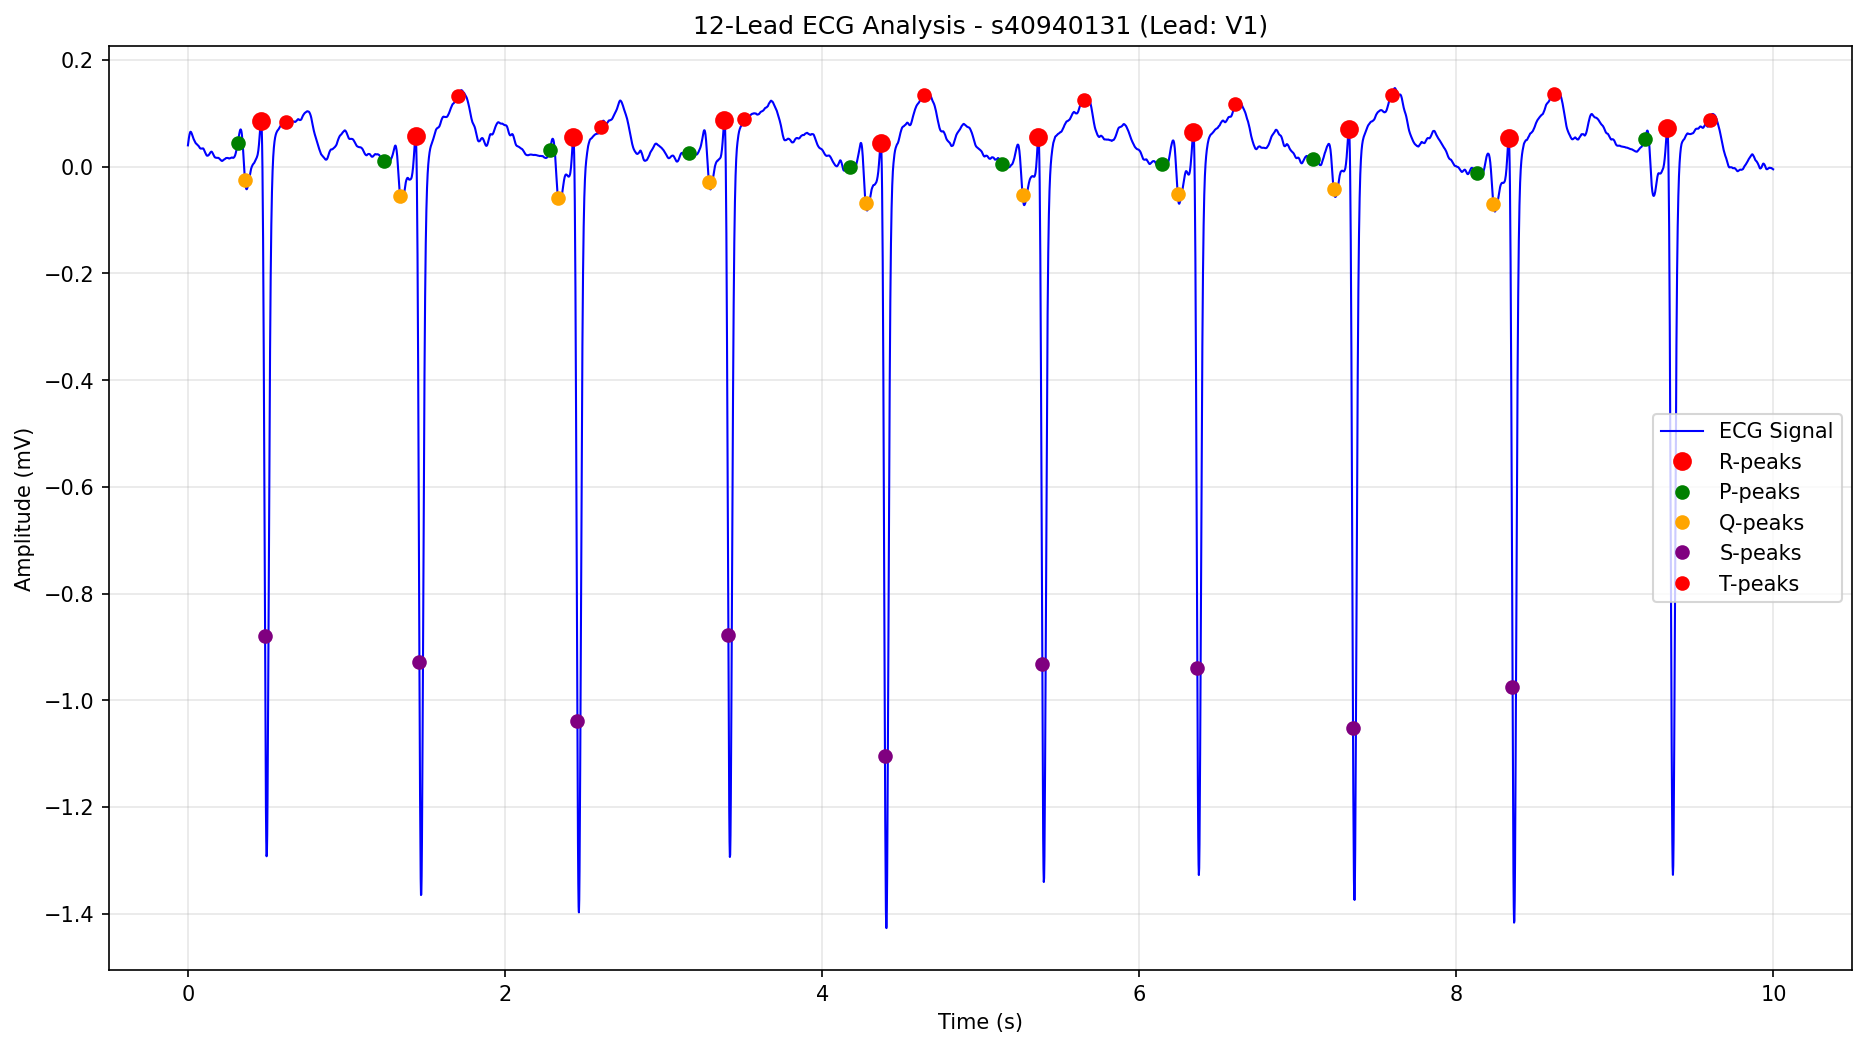 12-Lead ECG Analysis - s40940131 (Lead: V1)
Amplitude (mV)
0.2
0.0
−0.2
−0.4
−0.6
−0.8
−1.0
−1.2
−1.4
ECG Signal
R-peaks
P-peaks
Q-peaks
S-peaks
T-peaks
0 2 4 6 8 10
Time (s)